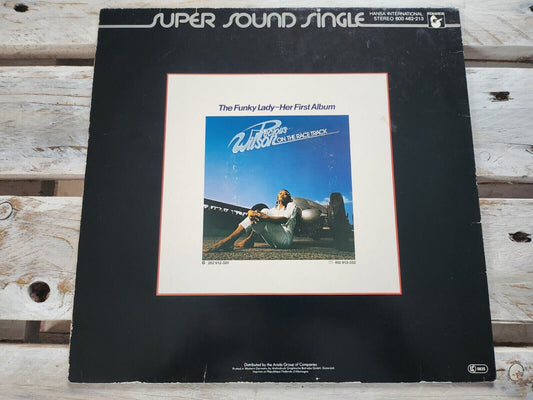 SUPER SOUND SINGLE
HANSA INTERNATIONAL
STEREO 600 462-213
The Funky Lady–Her First Album
Precious
Wilson
ON THE RACE TRACK
Distributed by the Ariola Group of Companies